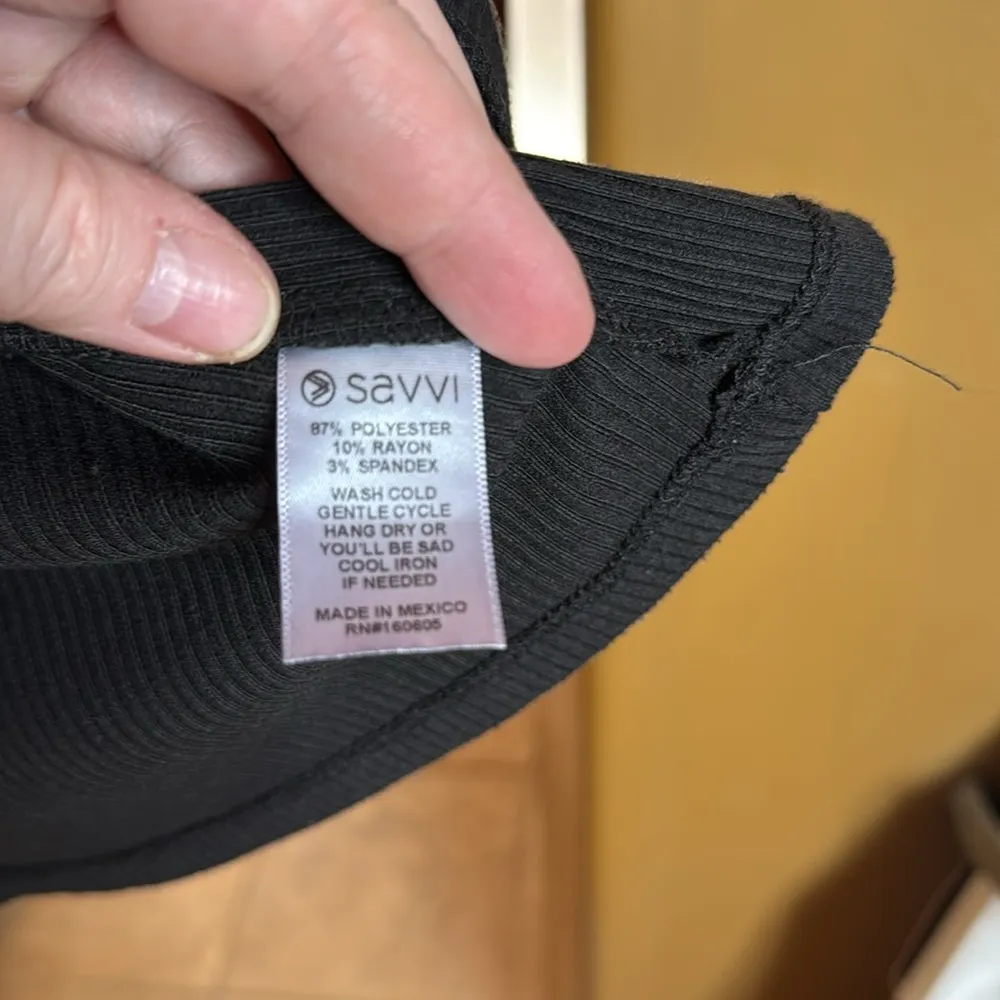 savvi
87% POLYESTER
10% RAYON
3% SPANDEX
WASH COLD
GENTLE CYCLE
HANG DRY OR
YOU'LL BE SAD
COOL IRON
IF NEEDED
MADE IN MEXICO
RN#160605